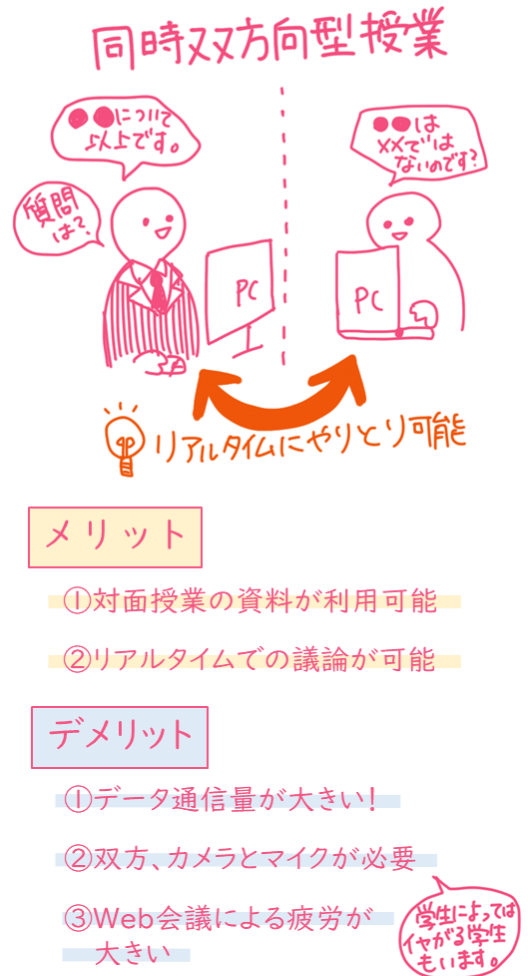 同時双方向型授業
●●について
以上です。
質問
は?
●●は
××では
ないのです?
PC
PC
リアルタイムにやりとり可能
メリット
①対面授業の資料が利用可能
②リアルタイムでの議論が可能
デメリット
①データ通信量が大きい!
②双方、カメラとマイクが必要
③Web会議による疲労が
大きい
学生によっては
イヤがる学生
もいます。